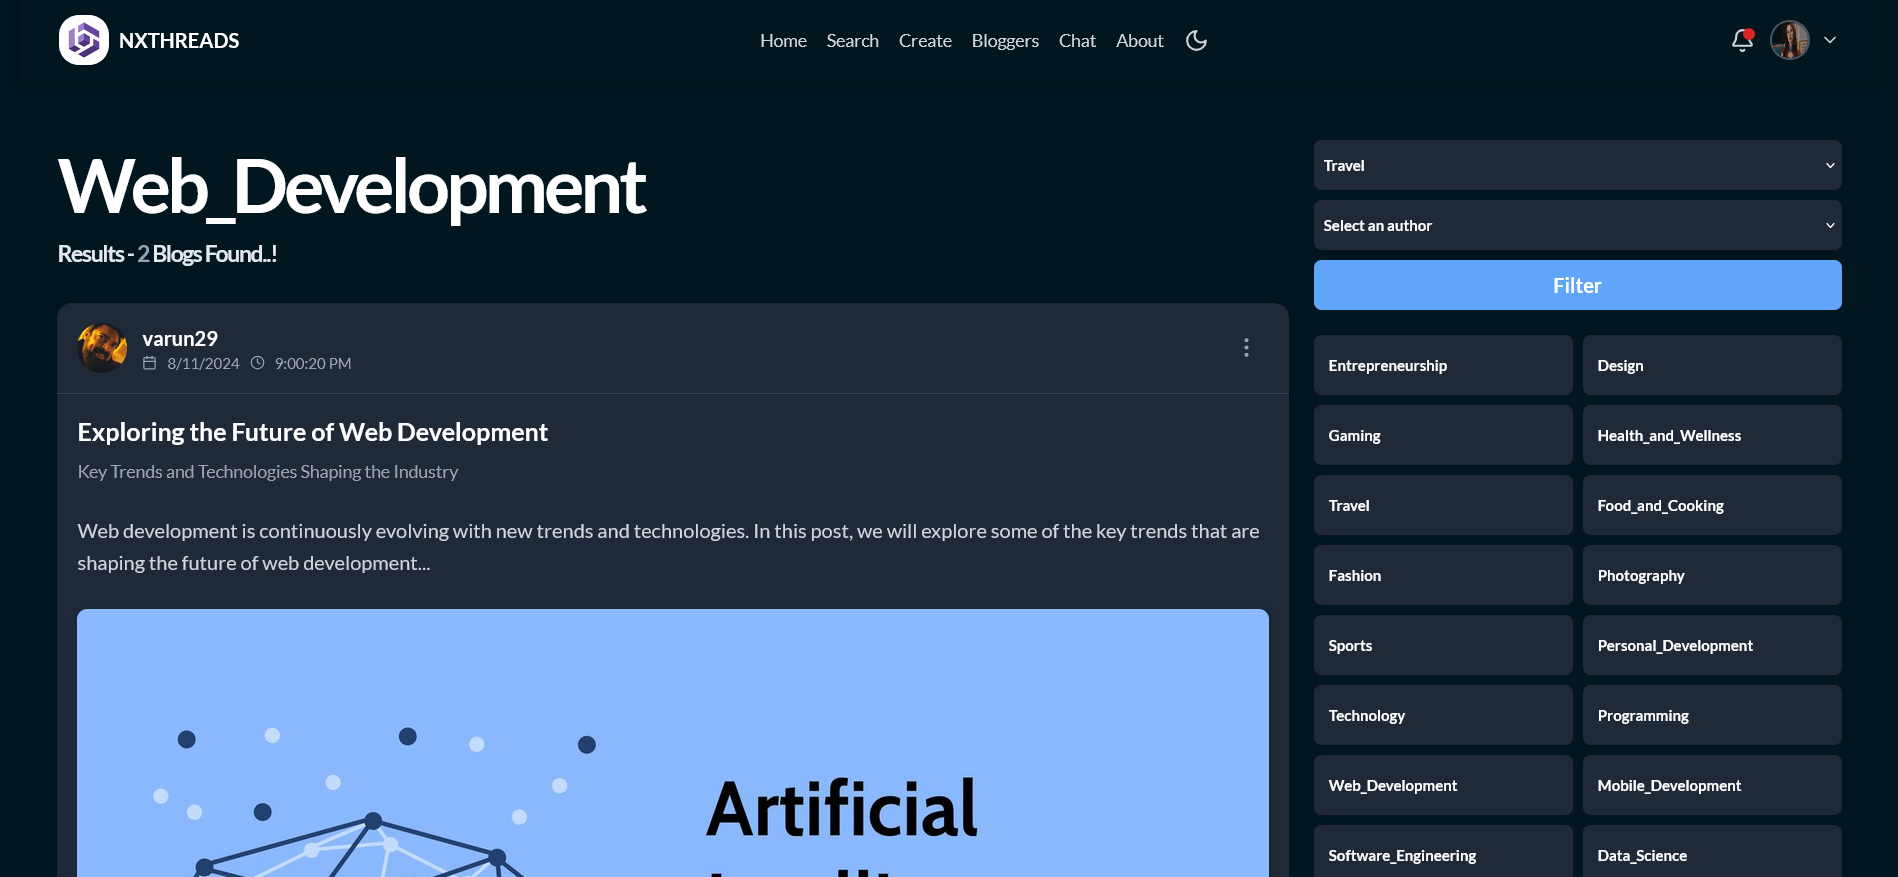 NXTHREADS
Home Search Create Bloggers Chat About
Web_Development
Results - 2 Blogs Found..!
varun29
8/11/2024 9:00:20 PM
Exploring the Future of Web Development
Key Trends and Technologies Shaping the Industry
Web development is continuously evolving with new trends and technologies. In this post, we will explore some of the key trends that are
shaping the future of web development...
Artificial
Travel
Select an author
Filter
Entrepreneurship Design
Gaming Health_and_Wellness
Travel Food_and_Cooking
Fashion Photography
Sports Personal_Development
Technology Programming
Web_Development Mobile_Development
Software_Engineering Data_Science